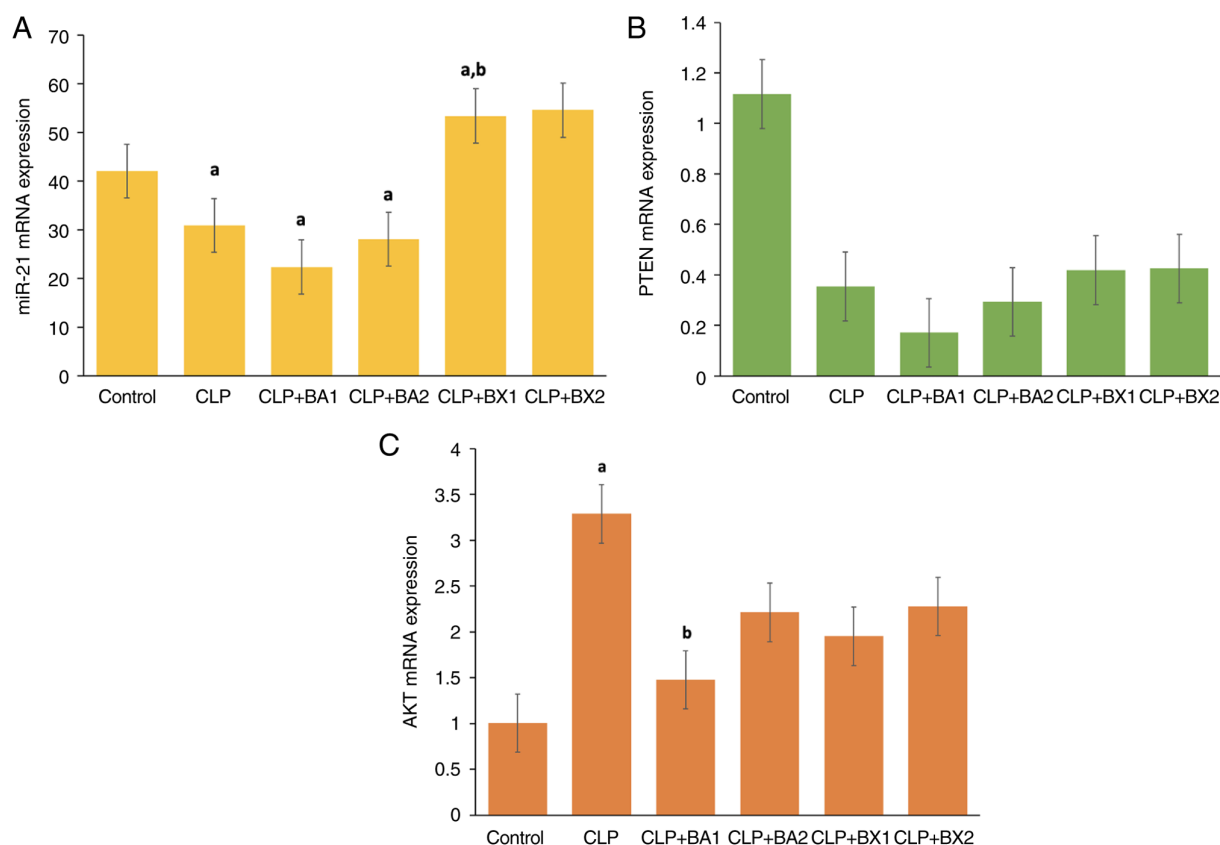 A
miR-21 mRNA expression
70
60
50
40
30
20
10
0
a
a
a
a,b
Control CLP CLP+BA1 CLP+BA2 CLP+BX1 CLP+BX2
B
PTEN mRNA expression
1.4
1.2
1
0.8
0.6
0.4
0.2
0
Control CLP CLP+BA1 CLP+BA2 CLP+BX1 CLP+BX2
C
AKT mRNA expression
4
3.5
3
2.5
2
1.5
1
0.5
0
a
b
Control CLP CLP+BA1 CLP+BA2 CLP+BX1 CLP+BX2